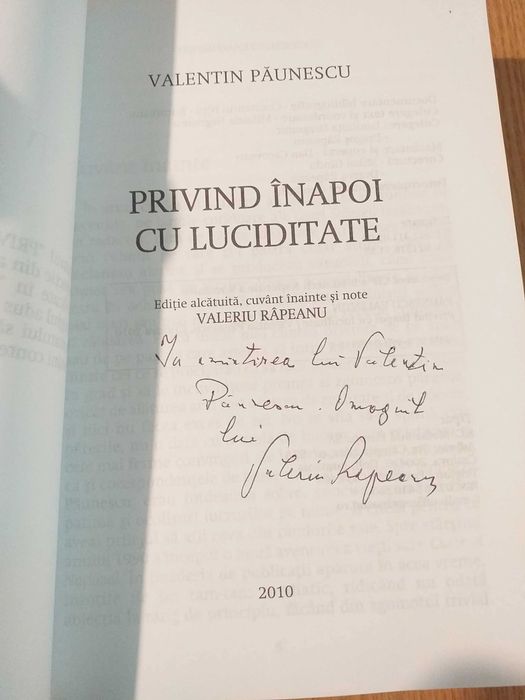 VALENTIN PĂUNESCU
PRIVIND ÎNAPOI
CU LUCIDITATE
Ediție alcătuită, cuvânt înainte și note
VALERIU RÂPEANU
În amintirea lui Valentin
Păunescu. Omagiul
lui
Valeriu Râpeanu
2010